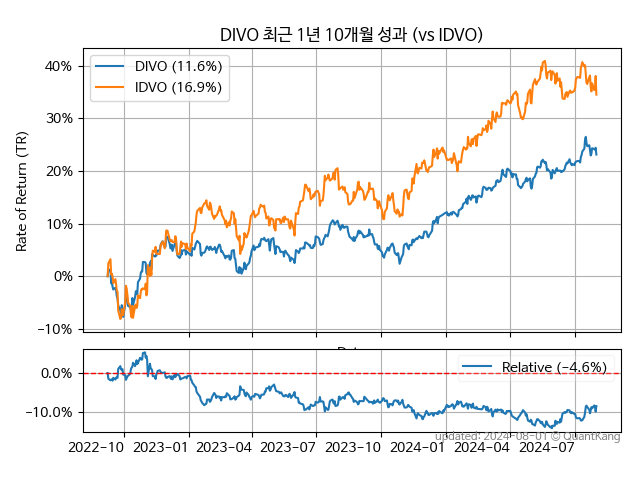 DIVO 최근 1년 10개월 성과 (vs IDVO)
DIVO (11.6%)
IDVO (16.9%)
Rate of Return (TR)
40%
30%
20%
10%
0%
−10%
Relative (−4.6%)
0.0%
−10.0%
2022−10 2023−01 2023−04 2023−07 2023−10 2024−01 2024−04 2024−07
updated: 2024−08−01 © QuantKang